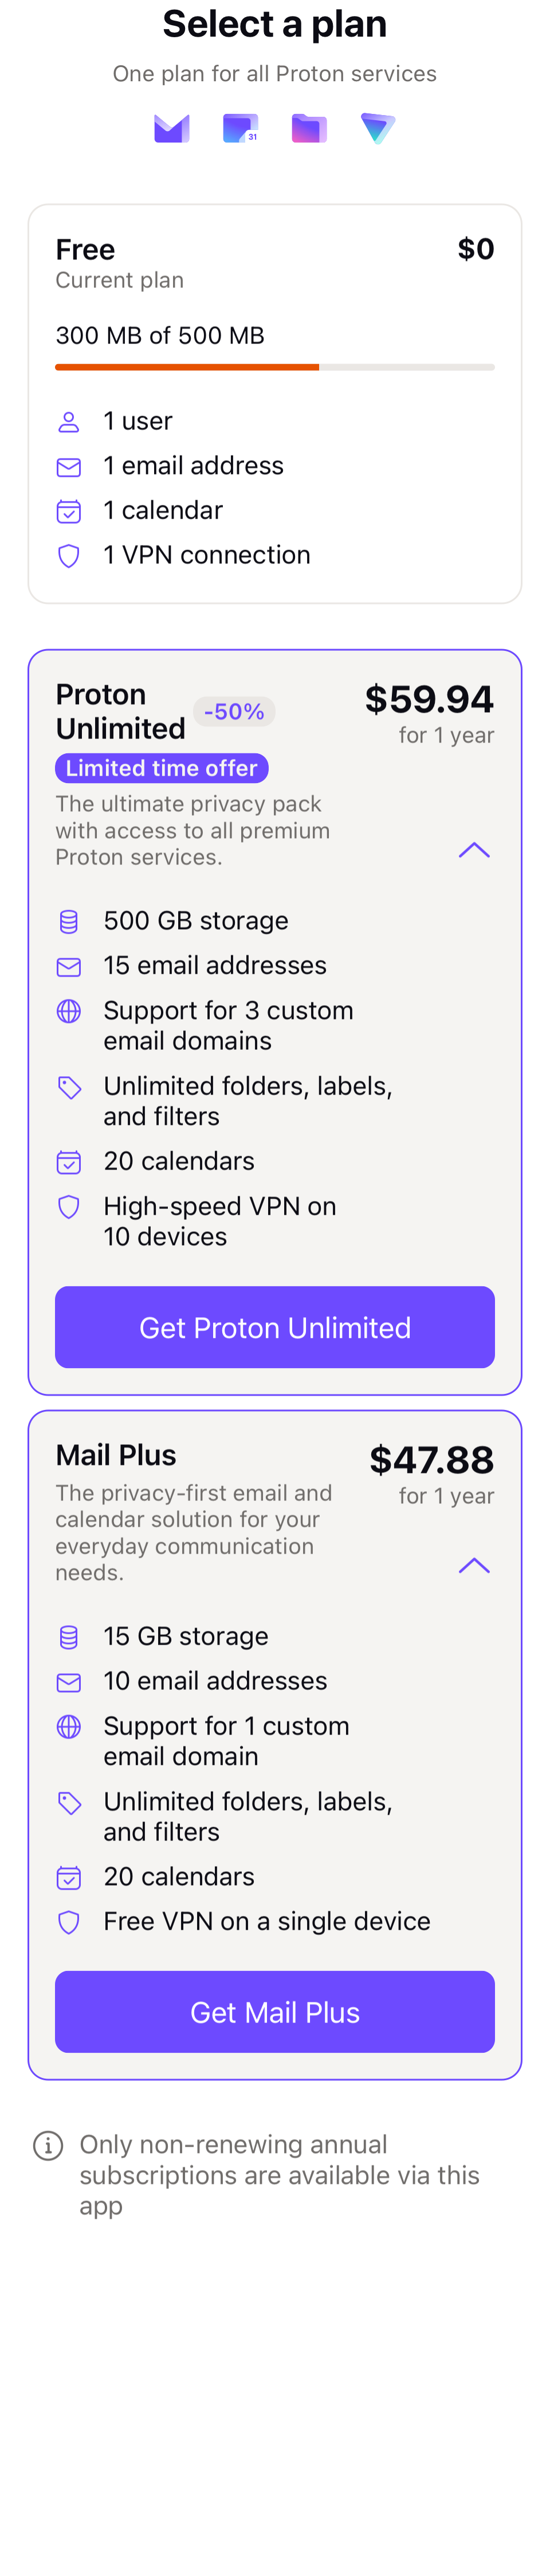 Select a plan
One plan for all Proton services
31
Free
$0
Current plan
300 MB of 500 MB
1 user
1 email address
1 calendar
1 VPN connection
Proton
Unlimited
-50%
$59.94
for 1 year
Limited time offer
The ultimate privacy pack
with access to all premium
Proton services.
500 GB storage
15 email addresses
Support for 3 custom
email domains
Unlimited folders, labels,
and filters
20 calendars
High-speed VPN on
10 devices
Get Proton Unlimited
Mail Plus
$47.88
for 1 year
The privacy-first email and
calendar solution for your
everyday communication
needs.
15 GB storage
10 email addresses
Support for 1 custom
email domain
Unlimited folders, labels,
and filters
20 calendars
Free VPN on a single device
Get Mail Plus
Only non-renewing annual
subscriptions are available via this
app